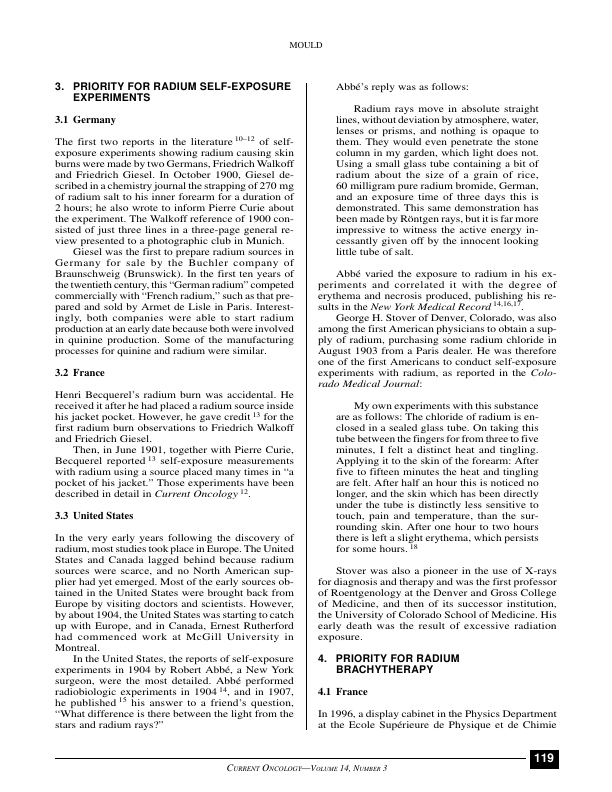 MOULD
3. PRIORITY FOR RADIUM SELF-EXPOSURE
EXPERIMENTS
3.1 Germany
The first two reports in the literature 10–12 of self-
exposure experiments showing radium causing skin
burns were made by two Germans, Friedrich Walkoff
and Friedrich Giesel. In October 1900, Giesel de-
scribed in a chemistry journal the strapping of 270 mg
of radium salt to his inner forearm for a duration of
2 hours; he also wrote to inform Pierre Curie about
the experiment. The Walkoff reference of 1900 con-
sisted of just three lines in a three-page general re-
view presented to a photographic club in Munich.
Giesel was the first to prepare radium sources in
Germany for sale by the Buchler company of
Braunschweig (Brunswick). In the first ten years of
the twentieth century, this “German radium” competed
commercially with “French radium,” such as that pre-
pared and sold by Armet de Lisle in Paris. Interest-
ingly, both companies were able to start radium
production at an early date because both were involved
in quinine production. Some of the manufacturing
processes for quinine and radium were similar.
3.2 France
Henri Becquerel’s radium burn was accidental. He
received it after he had placed a radium source inside
his jacket pocket. However, he gave credit 13 for the
first radium burn observations to Friedrich Walkoff
and Friedrich Giesel.
Then, in June 1901, together with Pierre Curie,
Becquerel reported 13 self-exposure measurements
with radium using a source placed many times in “a
pocket of his jacket.” Those experiments have been
described in detail in Current Oncology 12.
3.3 United States
In the very early years following the discovery of
radium, most studies took place in Europe. The United
States and Canada lagged behind because radium
sources were scarce, and no North American sup-
plier had yet emerged. Most of the early sources ob-
tained in the United States were brought back from
Europe by visiting doctors and scientists. However,
by about 1904, the United States was starting to catch
up with Europe, and in Canada, Ernest Rutherford
had commenced work at McGill University in
Montreal.
In the United States, the reports of self-exposure
experiments in 1904 by Robert Abbé, a New York
surgeon, were the most detailed. Abbé performed
radiobiologic experiments in 1904 14, and in 1907,
he published 15 his answer to a friend’s question,
“What difference is there between the light from the
stars and radium rays?”
Abbé’s reply was as follows:
Radium rays move in absolute straight
lines, without deviation by atmosphere, water,
lenses or prisms, and nothing is opaque to
them. They would even penetrate the stone
column in my garden, which light does not.
Using a small glass tube containing a bit of
radium about the size of a grain of rice,
60 milligram pure radium bromide, German,
and an exposure time of three days this is
demonstrated. This same demonstration has
been made by Röntgen rays, but it is far more
impressive to witness the active energy in-
cessantly given off by the innocent looking
little tube of salt.
Abbé varied the exposure to radium in his ex-
periments and correlated it with the degree of
erythema and necrosis produced, publishing his re-
sults in the New York Medical Record 14,16,17.
George H. Stover of Denver, Colorado, was also
among the first American physicians to obtain a sup-
ply of radium, purchasing some radium chloride in
August 1903 from a Paris dealer. He was therefore
one of the first Americans to conduct self-exposure
experiments with radium, as reported in the Colo-
rado Medical Journal:
My own experiments with this substance
are as follows: The chloride of radium is en-
closed in a sealed glass tube. On taking this
tube between the fingers for from three to five
minutes, I felt a distinct heat and tingling.
Applying it to the skin of the forearm: After
five to fifteen minutes the heat and tingling
are felt. After half an hour this is noticed no
longer, and the skin which has been directly
under the tube is distinctly less sensitive to
touch, pain and temperature, than the sur-
rounding skin. After one hour to two hours
there is left a slight erythema, which persists
for some hours. 18
Stover was also a pioneer in the use of X-rays
for diagnosis and therapy and was the first professor
of Roentgenology at the Denver and Gross College
of Medicine, and then of its successor institution,
the University of Colorado School of Medicine. His
early death was the result of excessive radiation
exposure.
4. PRIORITY FOR RADIUM
BRACHYTHERAPY
4.1 France
In 1996, a display cabinet in the Physics Department
at the Ecole Supérieure de Physique et de Chimie
119
CURRENT ONCOLOGY—VOLUME 14, NUMBER 3